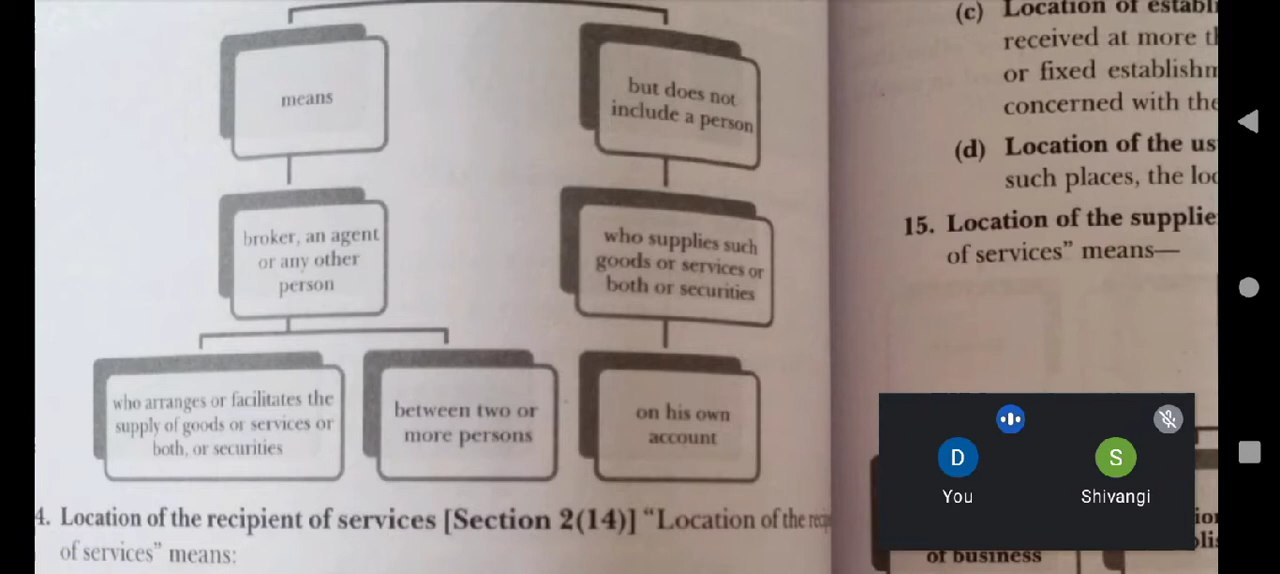 means
but does not
include a person
broker, an agent
or any other
person
who supplies such
goods or services or
both or securities
who arranges or facilitates the
supply of goods or services or
both, or securities
between two or
more persons
on his own
account
4. Location of the recipient of services [Section 2(14)] "Location of the
of services" means:
(c) Location of
received at more
or fixed
concerned with the
(d) Location of the
such places, the
15. Location of the
of services" means—
of business
D
You
S
Shivangi